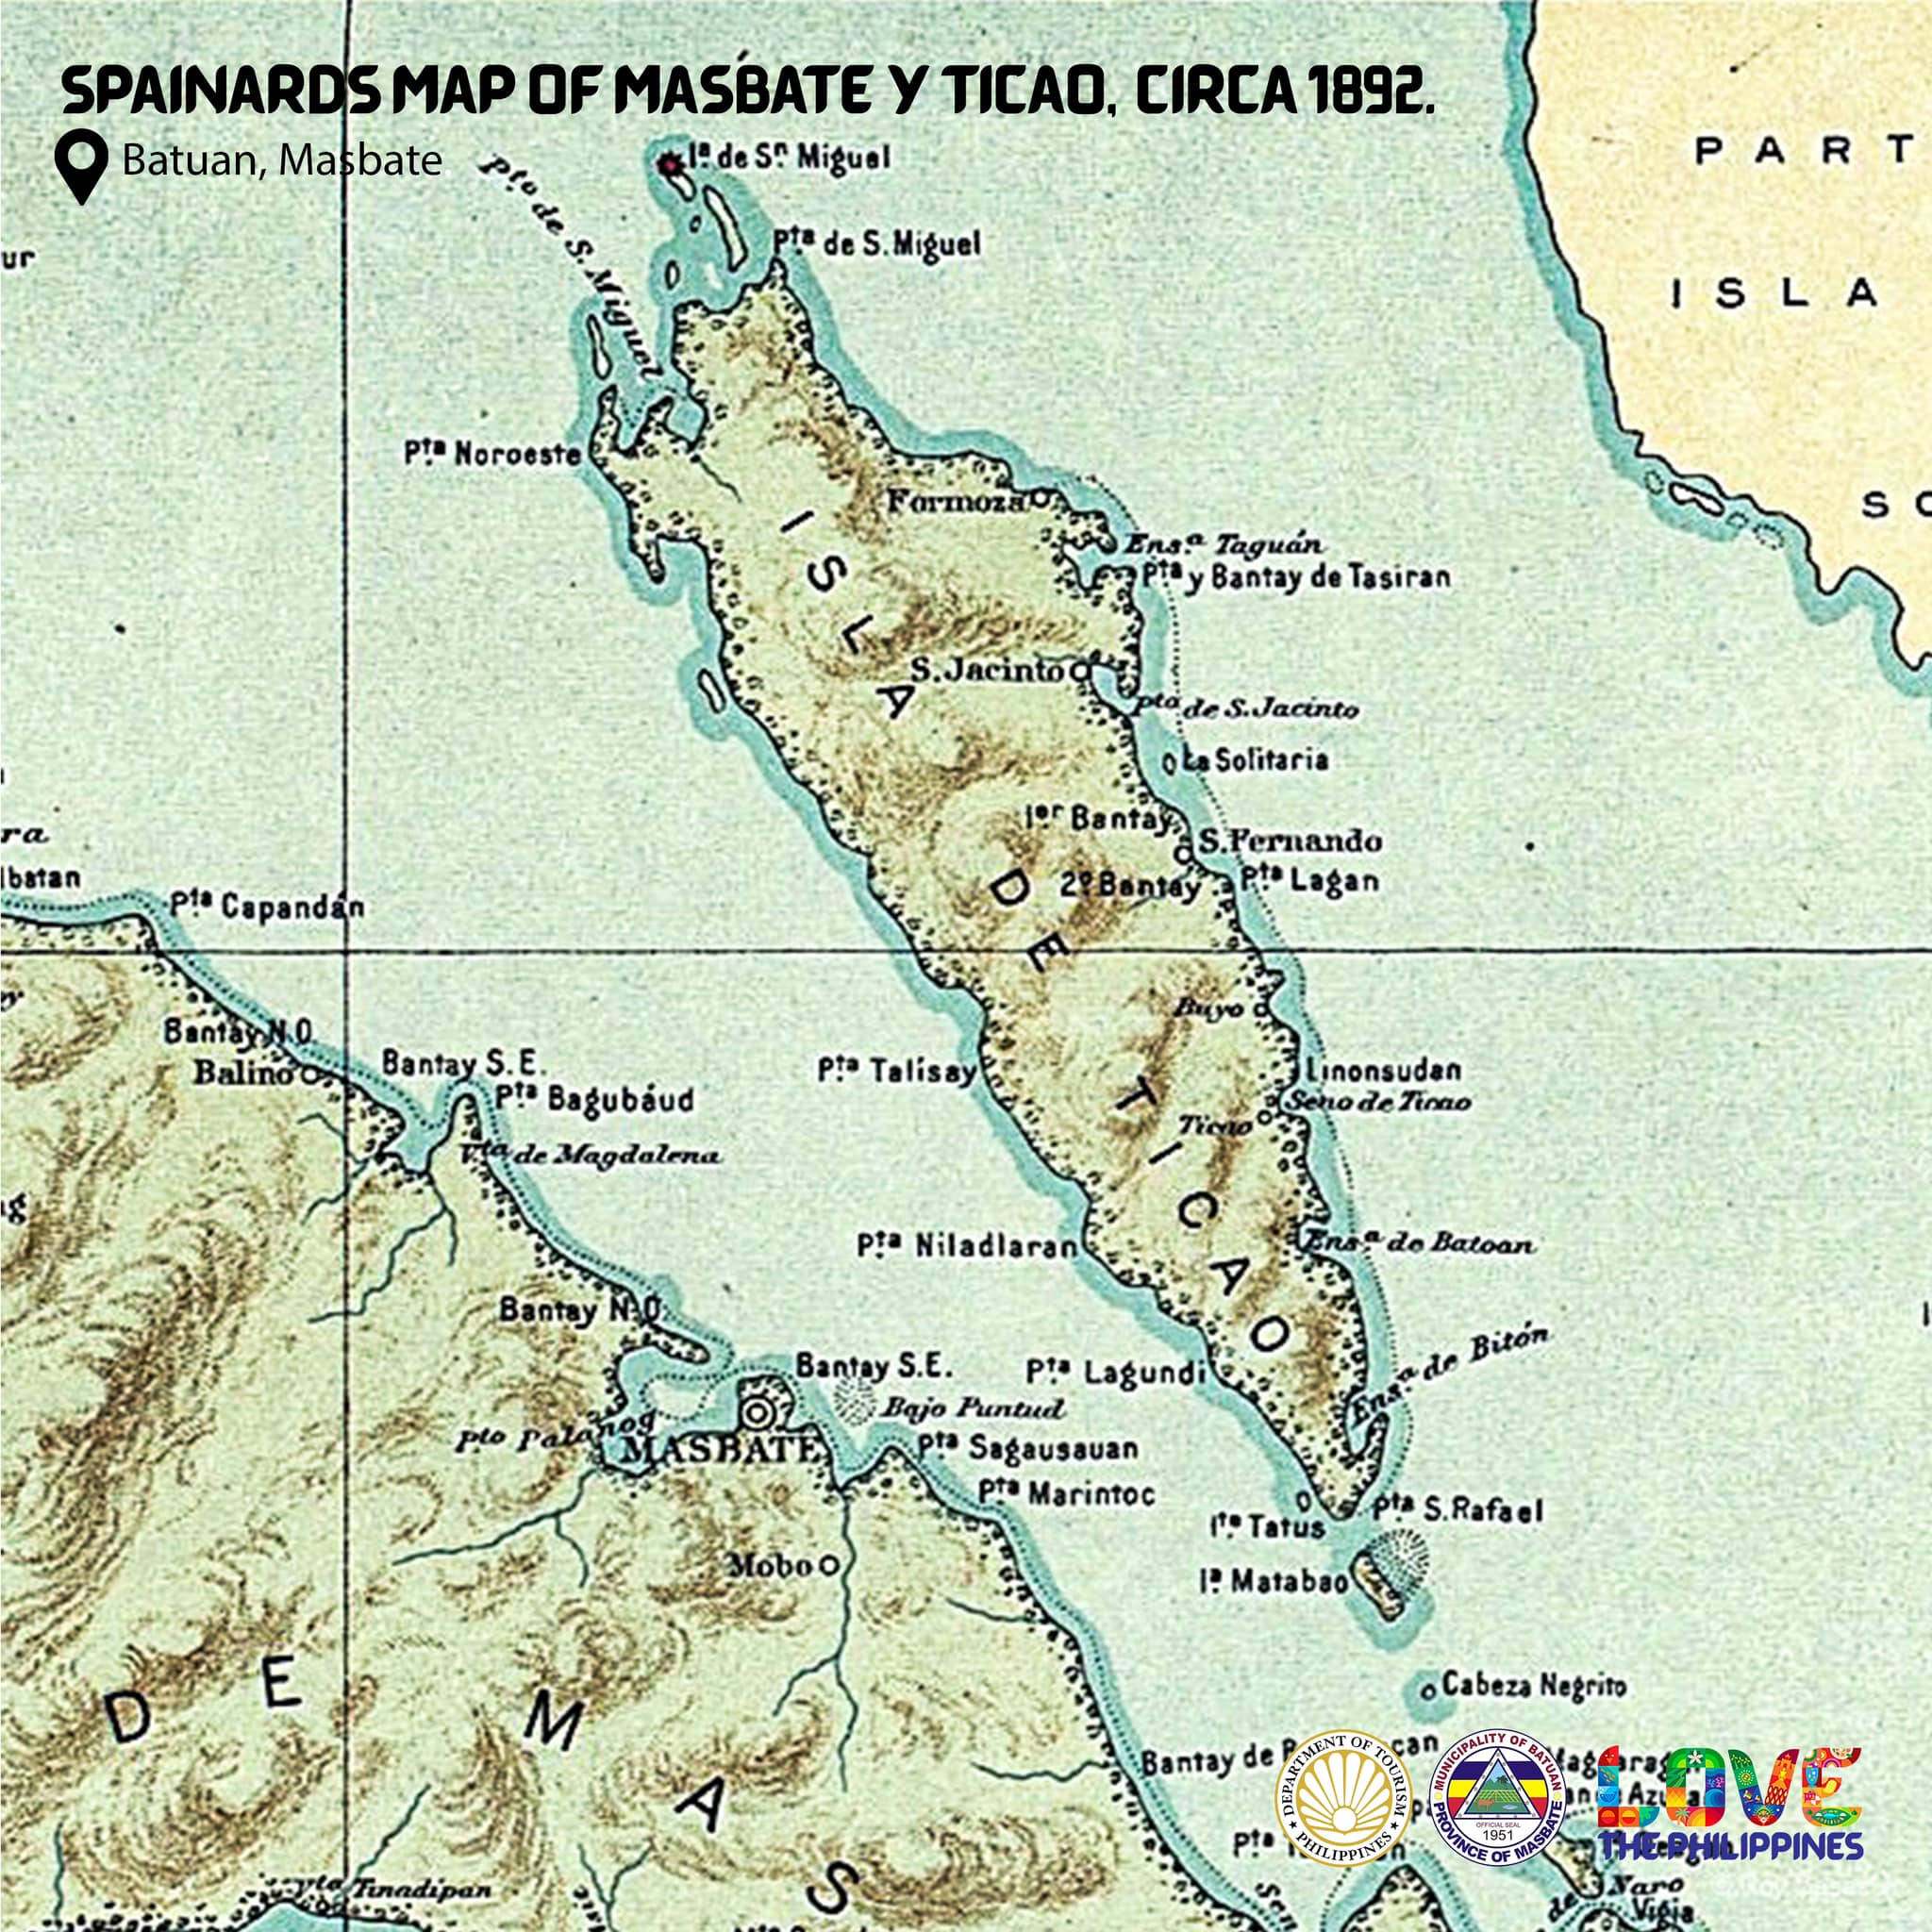 SPAINARDS MAP OF MASBATE Y TICAO, CIRCA 1892.
Batuan, Masbate
Iª de Sn Miguel
Pto de S. Miguel
Pta de S. Miguel
PART
ISLA
ur
Pta Noroeste
Formoza
SO
Ensª Taguán
Pta y Bantay de Tasiran
S. Jacinto
Pto de S. Jacinto
La Solitaria
1er Bantay
S. Fernando
ra
2º Bantay
Pta Lagan
Ibatan
Pta Capandán
Buyo
Bantay N.O.
Balino
Bantay S.E.
Pta Bagubáud
Pta Talisay
Linonsudan
Seno de Ticao
Ticao
Vta de Magdalena
Pta Niladlaran
Ensª de Batoan
ISLA DE TICAO
Bantay N.O.
Ensª de Bitón
Bantay S.E.
Pta Lagundi
Bajo Puntud
Pto Palanog
MASBATE
Pta Sagausauan
Pta Marintoc
Pta S. Rafael
Ite Tatus
Mobo
Iª Matabao
Cabeza Negrito
DE MAS
Bantay de
can
Pta
DEPARTMENT OF TOURISM
PHILIPPINES
MUNICIPALITY OF BATUAN
OFFICIAL SEAL
1951
PROVINCE OF MASBATE
LOVE
THE PHILIPPINES
Vta Tinadipan
Naro
de
Vigia